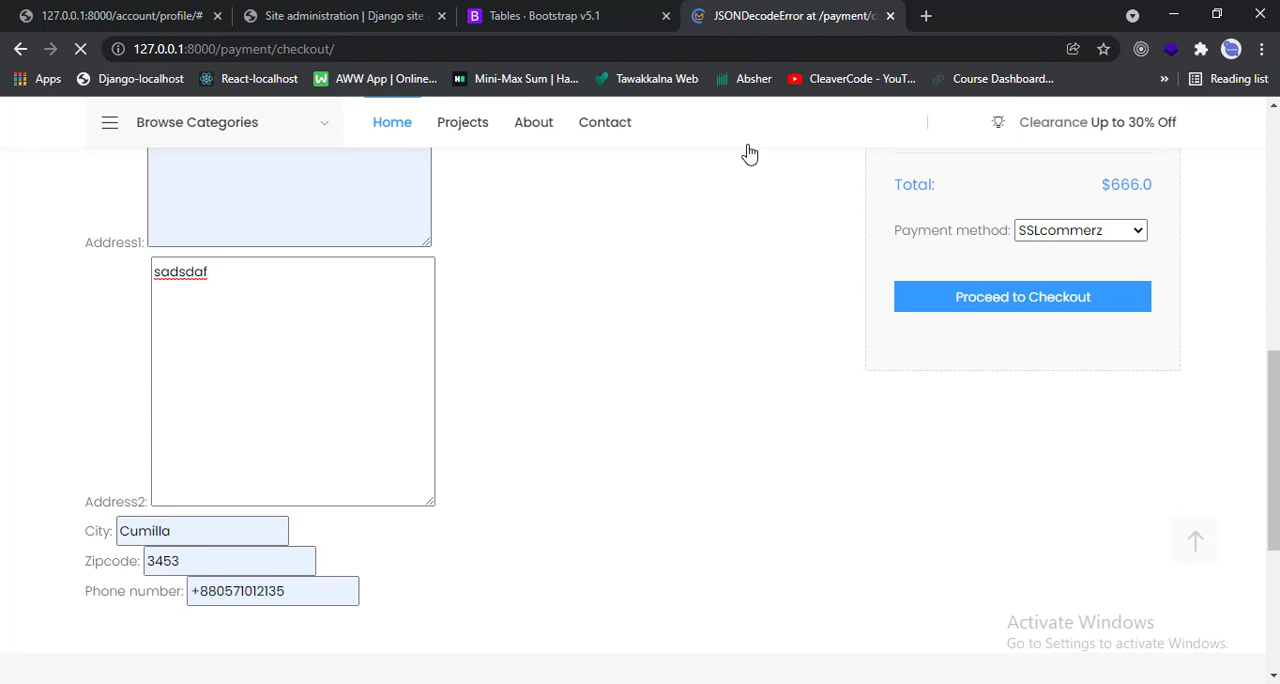 127.0.0.1:8000/account/profile/#
Site administration | Django site
Tables · Bootstrap v5.1
JSONDecodeError at /payment/c
127.0.0.1:8000/payment/checkout/
Apps
Django-localhost
React-localhost
AWW App | Online...
Mini-Max Sum | Ha...
Tawakkalna Web
Absher
CleaverCode - YouT...
Course Dashboard...
»
Reading list
Browse Categories
Home
Projects
About
Contact
Clearance Up to 30% Off
Address1:
Total:
$666.0
Payment method:
SSLcommerz
Proceed to Checkout
sadsdaf
Address2:
City:
Cumilla
Zipcode:
3453
Phone number:
+880571012135
Activate Windows
Go to Settings to activate Windows.